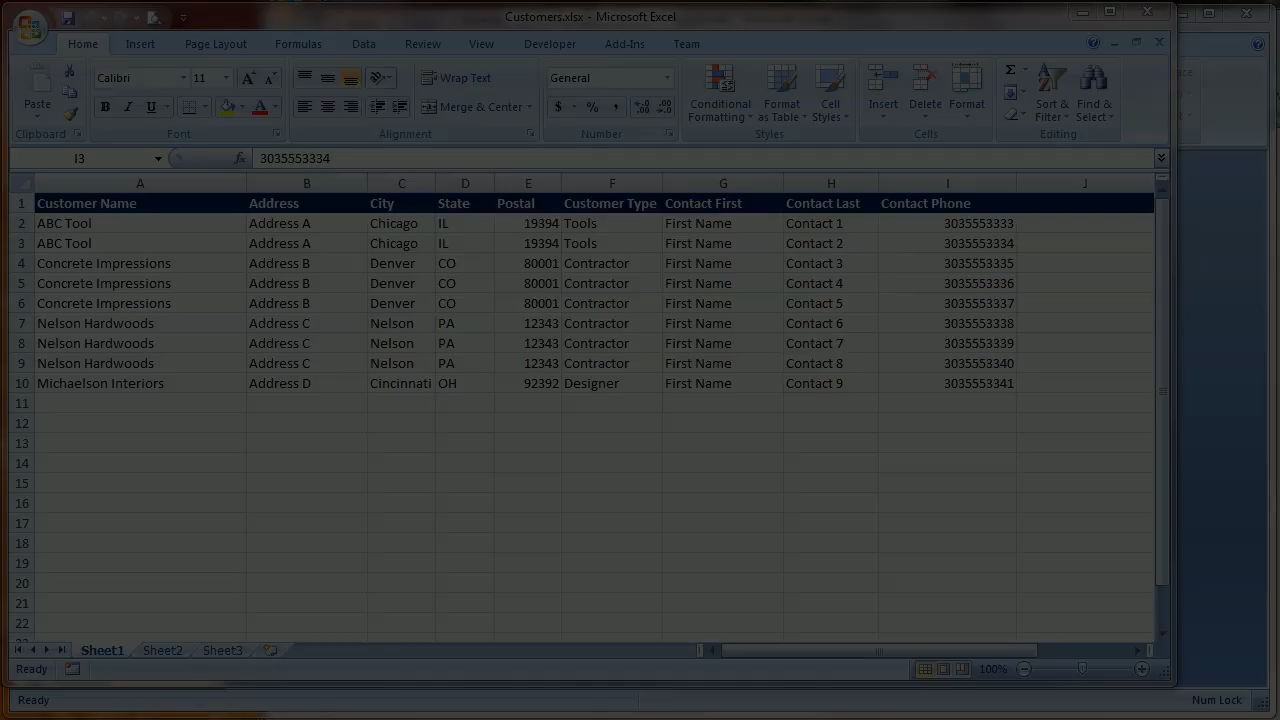 Customers.xlsx - Microsoft Excel
Home Insert Page Layout Formulas Data Review View Developer Add-Ins Team
Calibri 11 Wrap Text General
Paste B I U Merge & Center $ % , Conditional Formatting Format as Table Cell Styles Insert Delete Format Σ Sort & Filter Find & Select
Clipboard Font Alignment Number Styles Cells Editing
I3 fx 3035553334
A B C D E F G H I J
1 Customer Name Address City State Postal Customer Type Contact First Contact Last Contact Phone
2 ABC Tool Address A Chicago IL 19394 Tools First Name Contact 1 3035553333
3 ABC Tool Address A Chicago IL 19394 Tools First Name Contact 2 3035553334
4 Concrete Impressions Address B Denver CO 80001 Contractor First Name Contact 3 3035553335
5 Concrete Impressions Address B Denver CO 80001 Contractor First Name Contact 4 3035553336
6 Concrete Impressions Address B Denver CO 80001 Contractor First Name Contact 5 3035553337
7 Nelson Hardwoods Address C Nelson PA 12343 Contractor First Name Contact 6 3035553338
8 Nelson Hardwoods Address C Nelson PA 12343 Contractor First Name Contact 7 3035553339
9 Nelson Hardwoods Address C Nelson PA 12343 Contractor First Name Contact 8 3035553340
10 Michaelson Interiors Address D Cincinnati OH 92392 Designer First Name Contact 9 3035553341
11
12
13
14
15
16
17
18
19
20
21
22
Sheet1 Sheet2 Sheet3
Ready 100%
Ready Num Lock